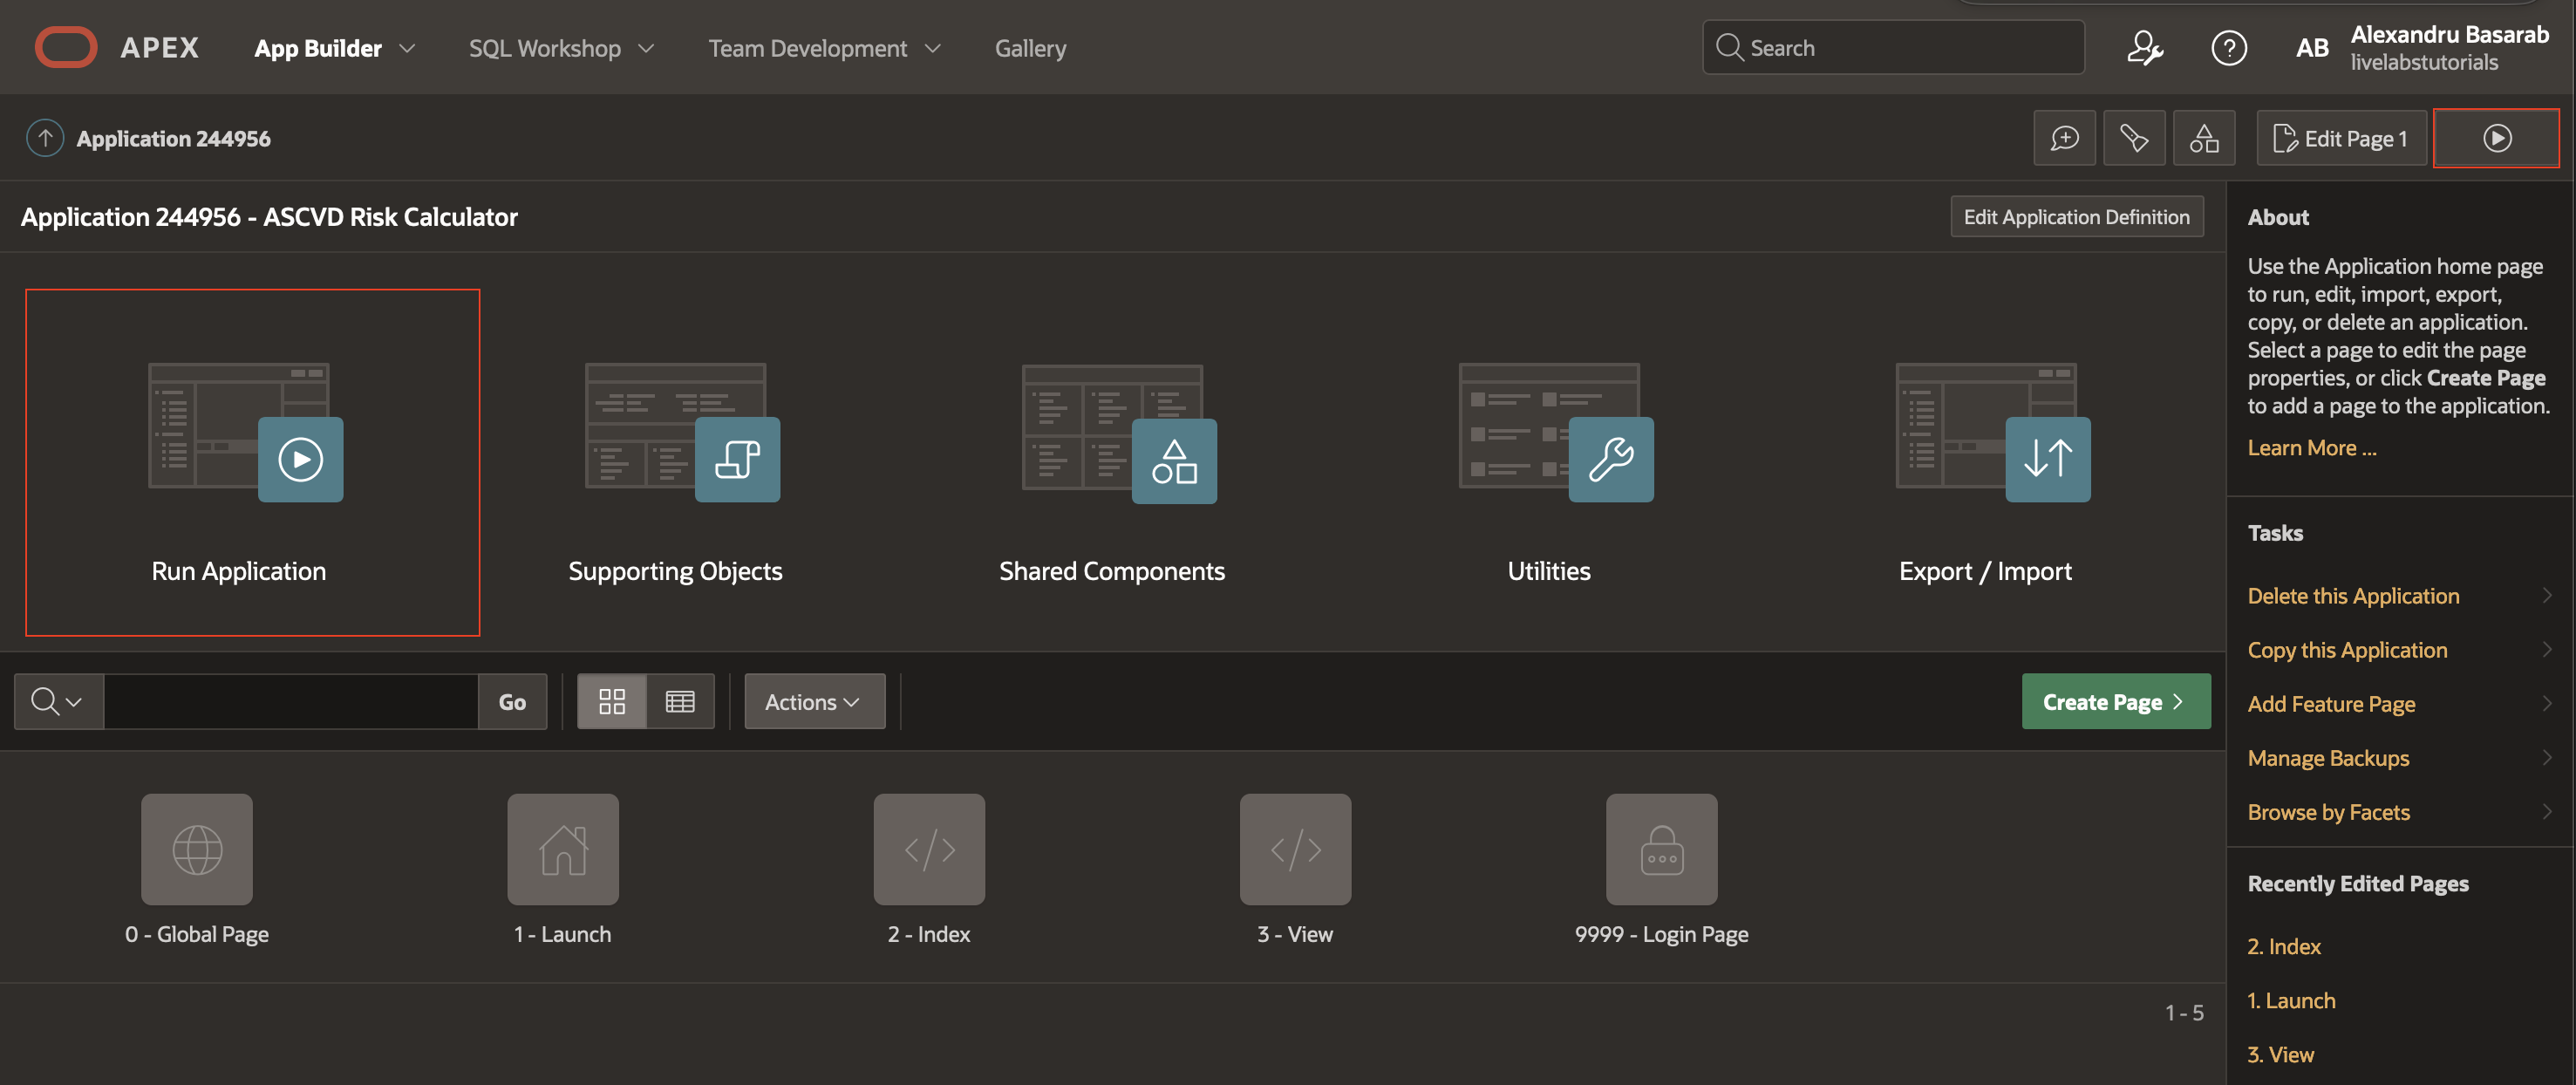 APEX
App Builder
SQL Workshop
Team Development
Gallery
Search
AB
Alexandru Basarab
livelabstutorials
Application 244956
Edit Page 1
Application 244956 - ASCVD Risk Calculator
Edit Application Definition
Run Application
Supporting Objects
Shared Components
Utilities
Export / Import
Go
Actions
Create Page
0 - Global Page
1 - Launch
2 - Index
3 - View
9999 - Login Page
1 - 5
About
Use the Application home page
to run, edit, import, export,
copy, or delete an application.
Select a page to edit the page
properties, or click Create Page
to add a page to the application.
Learn More ...
Tasks
Delete this Application
Copy this Application
Add Feature Page
Manage Backups
Browse by Facets
Recently Edited Pages
2. Index
1. Launch
3. View